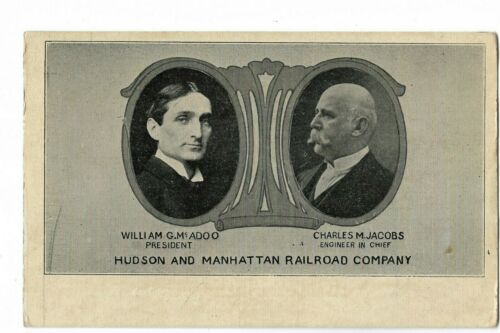 WILLIAM G. McADOO
PRESIDENT
CHARLES M. JACOBS
ENGINEER IN CHIEF
HUDSON AND MANHATTAN RAILROAD COMPANY